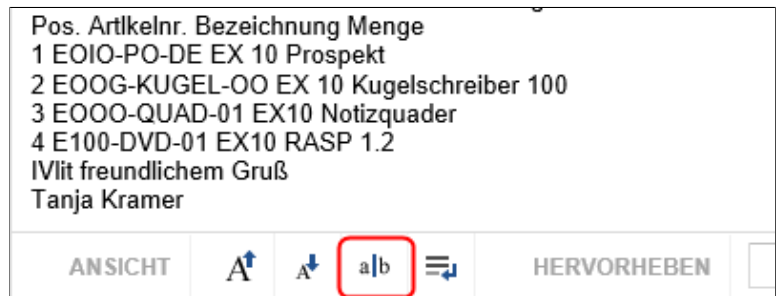 Pos. Artlkelnr. Bezeichnung Menge
1 EOIO-PO-DE EX 10 Prospekt
2 EOOG-KUGEL-OO EX 10 Kugelschreiber 100
3 EOOO-QUAD-01 EX10 Notizquader
4 E100-DVD-01 EX10 RASP 1.2
IVlit freundlichem Gruß
Tanja Kramer
ANSICHT A A a|b HERVORHEBEN